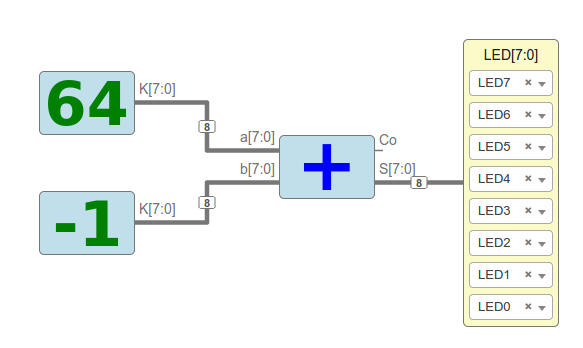 64
K[7:0]
8
a[7:0]
b[7:0]
8
-1
K[7:0]
+
Co
S[7:0]
8
LED[7:0]
LED7 × ▾
LED6 × ▾
LED5 × ▾
LED4 × ▾
LED3 × ▾
LED2 × ▾
LED1 × ▾
LED0 × ▾